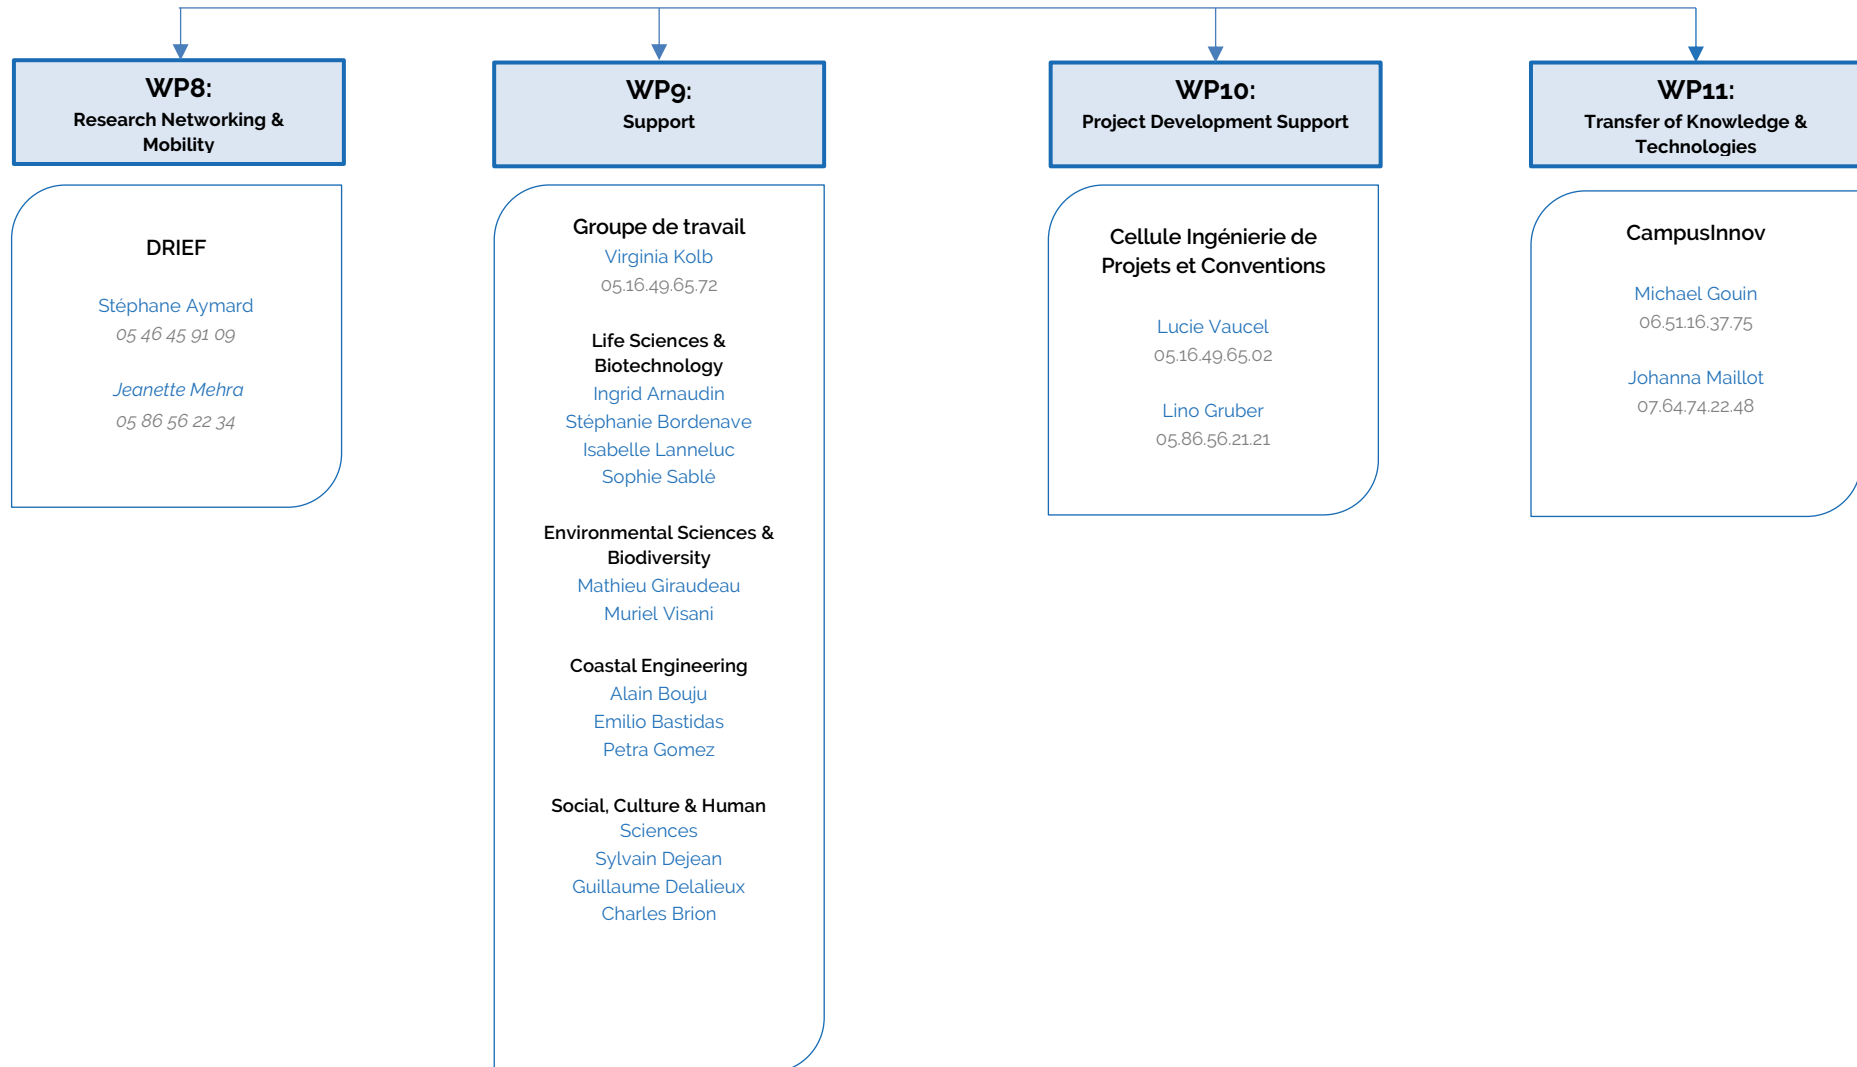 WP8:
Research Networking &
Mobility
DRIEF
Stéphane Aymard
05 46 45 91 09
Jeanette Mehra
05 86 56 22 34
WP9:
Support
Groupe de travail
Virginia Kolb
05.16.49.65.72
Life Sciences &
Biotechnology
Ingrid Arnaudin
Stéphanie Bordenave
Isabelle Lanneluc
Sophie Sablé
Environmental Sciences &
Biodiversity
Mathieu Giraudeau
Muriel Visani
Coastal Engineering
Alain Bouju
Emilio Bastidas
Petra Gomez
Social, Culture & Human
Sciences
Sylvain Dejean
Guillaume Delalieux
Charles Brion
WP10:
Project Development Support
Cellule Ingénierie de
Projets et Conventions
Lucie Vaucel
05.16.49.65.02
Lino Gruber
05.86.56.21.21
WP11:
Transfer of Knowledge &
Technologies
CampusInnov
Michael Gouin
06.51.16.37.75
Johanna Maillot
07.64.74.22.48